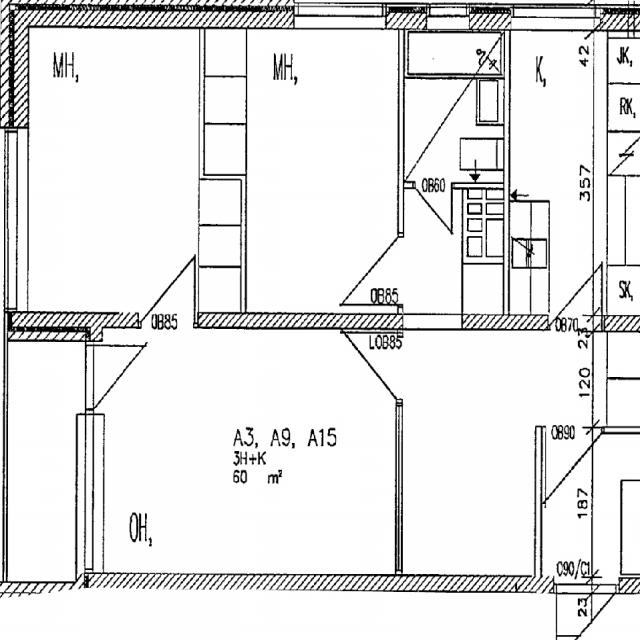 MH,
MH,
K,
42
JK,
RK,
357
OB60
SK,
OB85
OB85
OB70
23
LOB85
120
A3, A9, A15
3H+K
60 m²
OB90
187
OH,
O90/C1
23